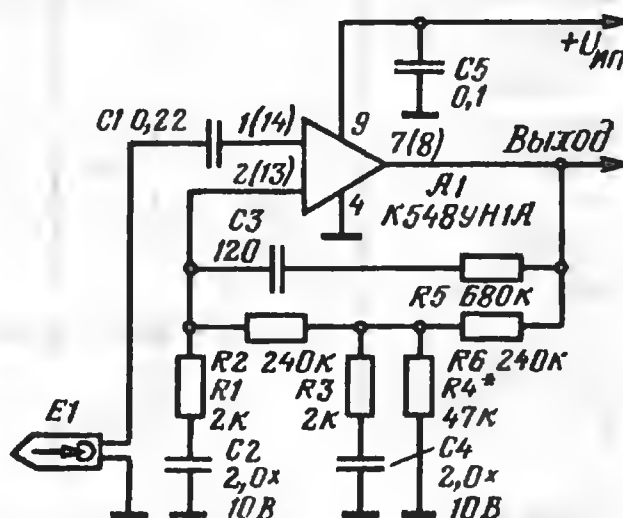 +Uип
C5
0,1
C1 0,22
1(14)
9
7(8)
Выход
2(13)
4
A1
К548УН1А
C3
120
R5 680к
R2 240к
R6 240к
R1
2к
R3
2к
R4*
47к
E1
C2
2,0×
10В
C4
2,0×
10В